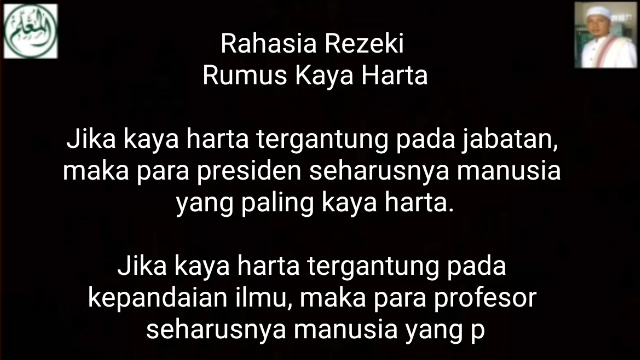 Rahasia Rezeki
Rumus Kaya Harta
Jika kaya harta tergantung pada jabatan,
maka para presiden seharusnya manusia
yang paling kaya harta.
Jika kaya harta tergantung pada
kepandaian ilmu, maka para profesor
seharusnya manusia yang p